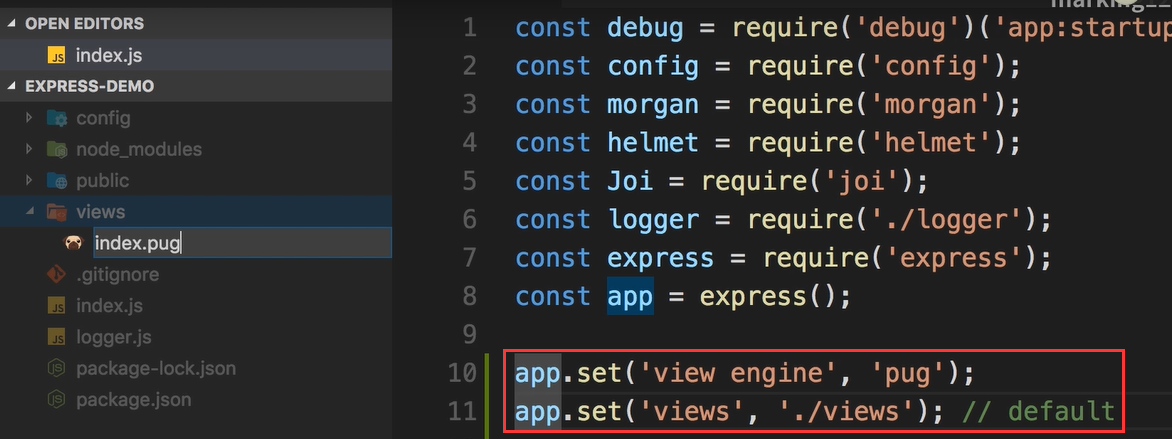 OPEN EDITORS
index.js
EXPRESS-DEMO
config
node_modules
public
views
index.pug
.gitignore
index.js
logger.js
package-lock.json
package.json
1 const debug = require('debug')('app:startup
2 const config = require('config');
3 const morgan = require('morgan');
4 const helmet = require('helmet');
5 const Joi = require('joi');
6 const logger = require('./logger');
7 const express = require('express');
8 const app = express();
9
10 app.set('view engine', 'pug');
11 app.set('views', './views'); // default